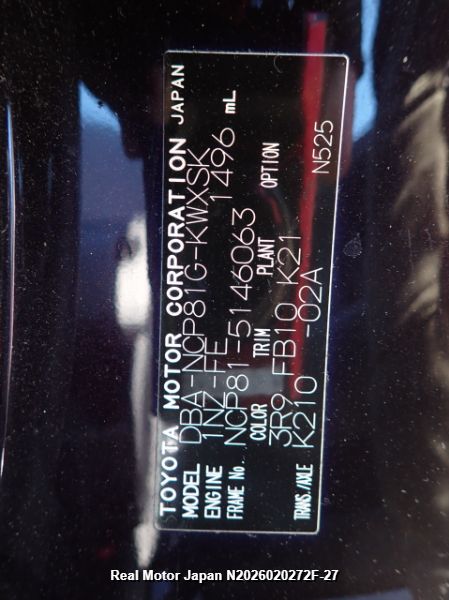 TOYOTA MOTOR CORPORATION JAPAN
MODEL DBA-NCP81G-KWXSK
ENGINE 1NZ-FE 1496 mL
FRAME No. NCP81-5146063
COLOR TRIM PLANT OPTION
3R9 FB10 K21 N525
TRANS./AXLE K210 -02A
Real Motor Japan N2026020272F-27